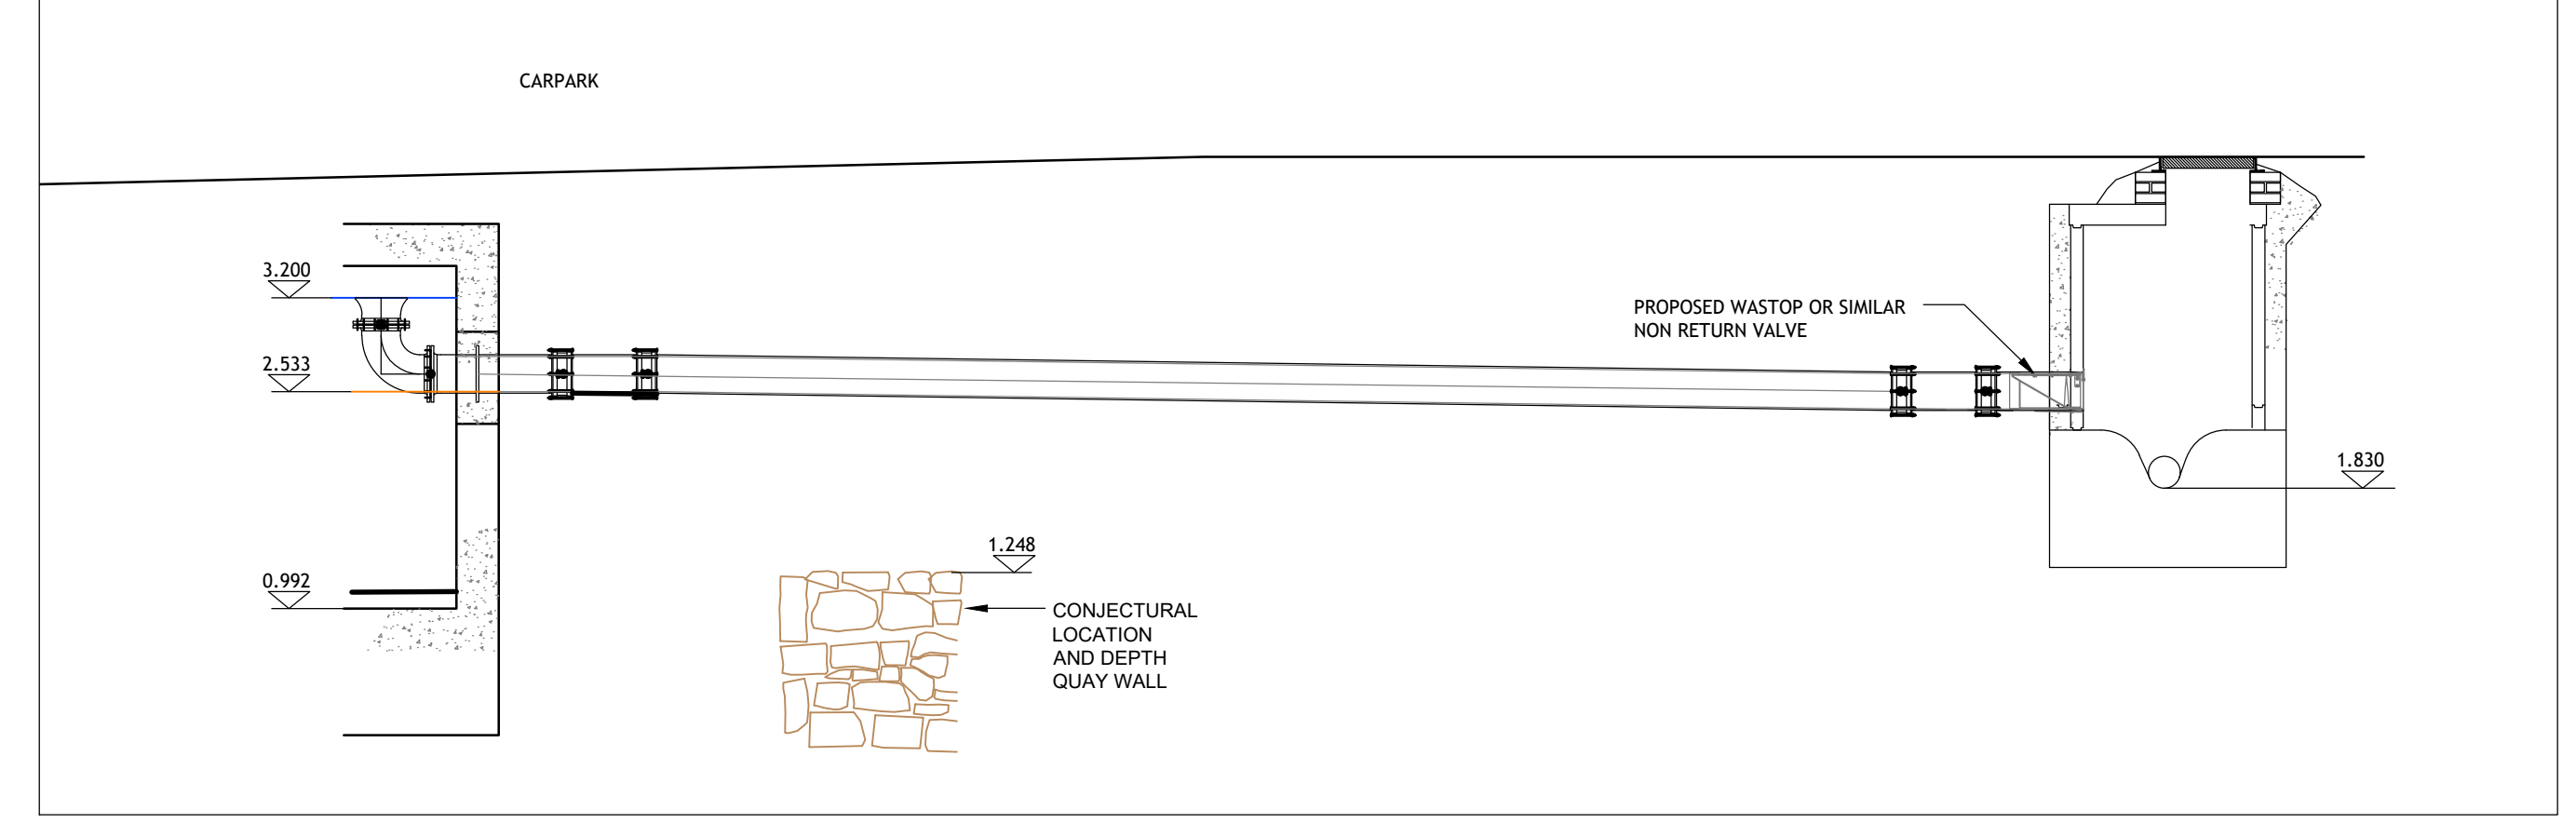 CARPARK
3.200
PROPOSED WASTOP OR SIMILAR
NON RETURN VALVE
2.533
1.830
1.248
0.992
CONJECTURAL
LOCATION
AND DEPTH
QUAY WALL